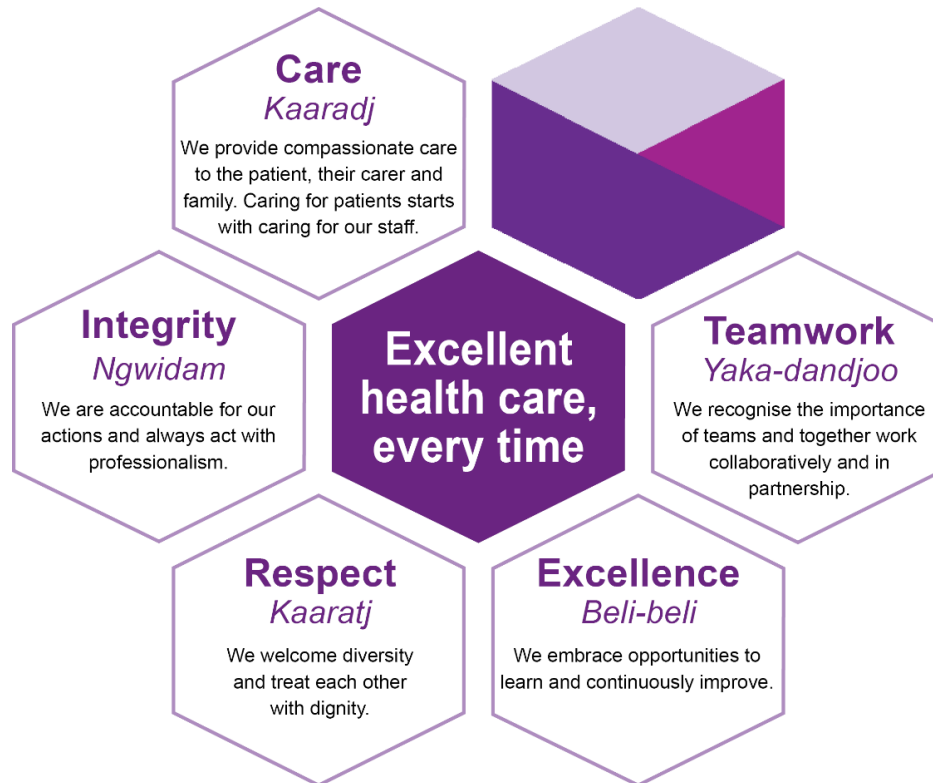 Care
Kaaradj
We provide compassionate care
to the patient, their carer and
family. Caring for patients starts
with caring for our staff.
Integrity
Ngwidam
We are accountable for our
actions and always act with
professionalism.
Excellent
health care,
every time
Teamwork
Yaka-dandjoo
We recognise the importance
of teams and together work
collaboratively and in
partnership.
Respect
Kaaratj
We welcome diversity
and treat each other
with dignity.
Excellence
Beli-beli
We embrace opportunities to
learn and continuously improve.